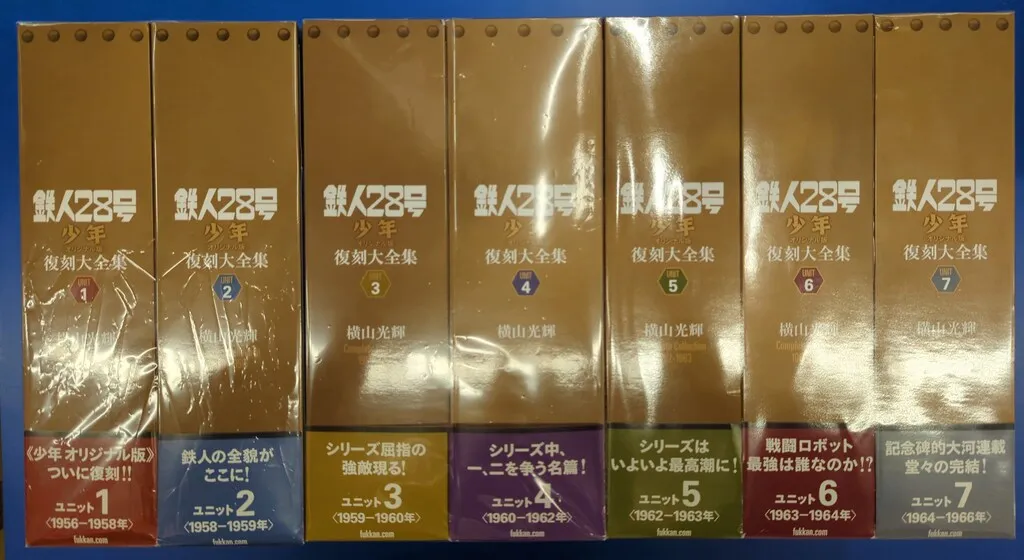 鉄人28号
少年
オリジナル版
復刻大全集
UNIT
1
横山光輝
《少年 オリジナル版》
ついに復刻!!
ユニット1
〈1956-1958年〉
fukkan.com
鉄人28号
少年
オリジナル版
復刻大全集
UNIT
2
横山光輝
鉄人の全貌が
ここに!
ユニット2
〈1958-1959年〉
fukkan.com
鉄人28号
少年
オリジナル版
復刻大全集
UNIT
3
横山光輝
シリーズ屈指の
強敵現る!
ユニット3
〈1959-1960年〉
fukkan.com
鉄人28号
少年
復刻大全集
UNIT
4
横山光輝
シリーズ中、
一、二を争う名篇!
ユニット4
〈1960-1962年〉
fukkan.com
鉄人28号
少年
オリジナル版
復刻大全集
UNIT
5
横山光輝
シリーズは
いよいよ最高潮に!
ユニット5
〈1962-1963年〉
fukkan.com
鉄人28号
少年
オリジナル版
復刻大全集
UNIT
6
横山光輝
戦闘ロボット
最強は誰なのか!?
ユニット6
〈1963-1964年〉
fukkan.com
鉄人28号
少年
オリジナル版
復刻大全集
UNIT
7
横山光輝
記念碑的大河連載
堂々の完結!
ユニット7
〈1964-1966年〉
fukkan.com